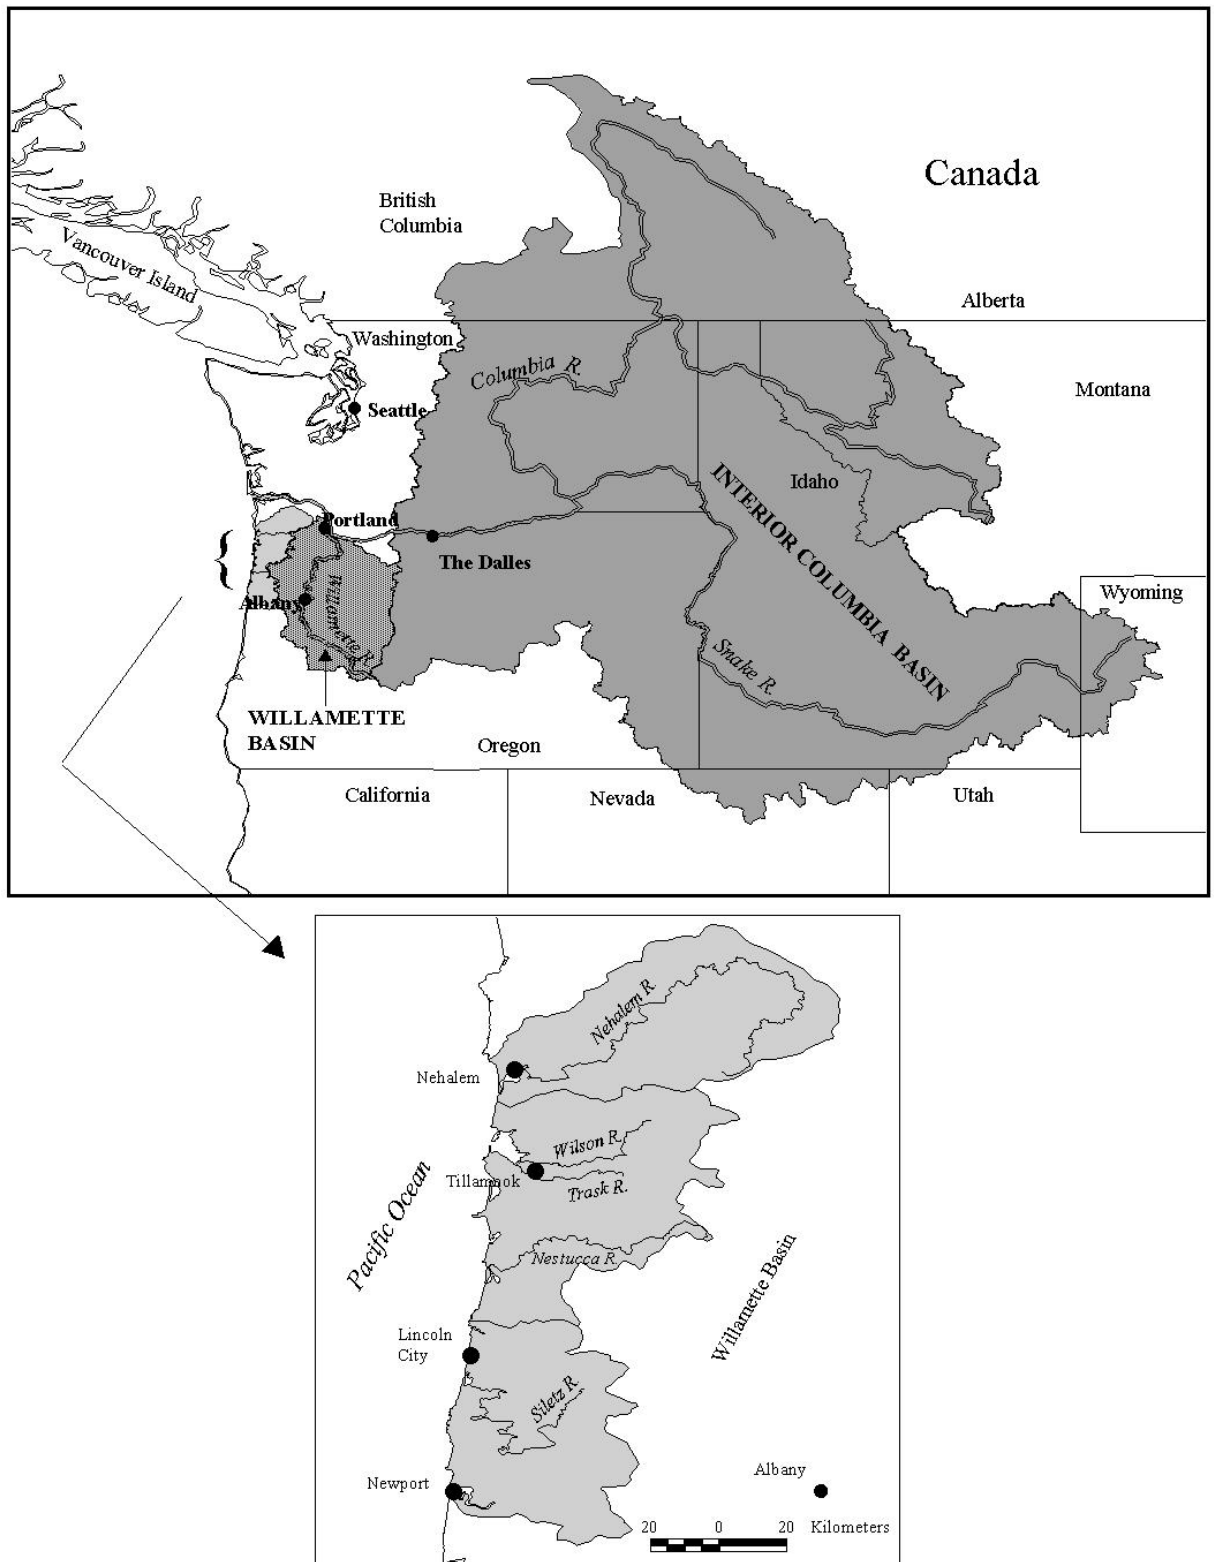 Canada
British
Columbia
Vancouver Island
Alberta
Washington
Columbia R.
Montana
Seattle
Idaho
INTERIOR COLUMBIA BASIN
Portland
The Dalles
Wyoming
Albany
Willamette R.
Snake R.
WILLAMETTE
BASIN
Oregon
California
Nevada
Utah
Nehalem R.
Nehalem
Wilson R.
Tillamook
Trask R.
Pacific Ocean
Nestucca R.
Willamette Basin
Lincoln
City
Siletz R.
Newport
Albany
20 0 20 Kilometers